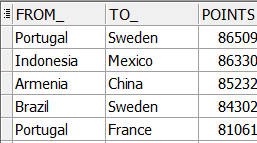 FROM_ TO_ POINTS
Portugal Sweden 86509
Indonesia Mexico 86330
Armenia China 85232
Brazil Sweden 84302
Portugal France 81061